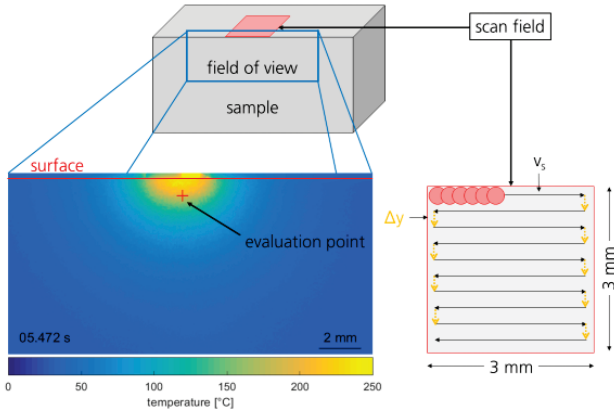 scan field
field of view
sample
surface
evaluation point
05.472 s
2 mm
0 50 100 150 200 250
temperature [°C]
vs
Δy
3 mm
3 mm